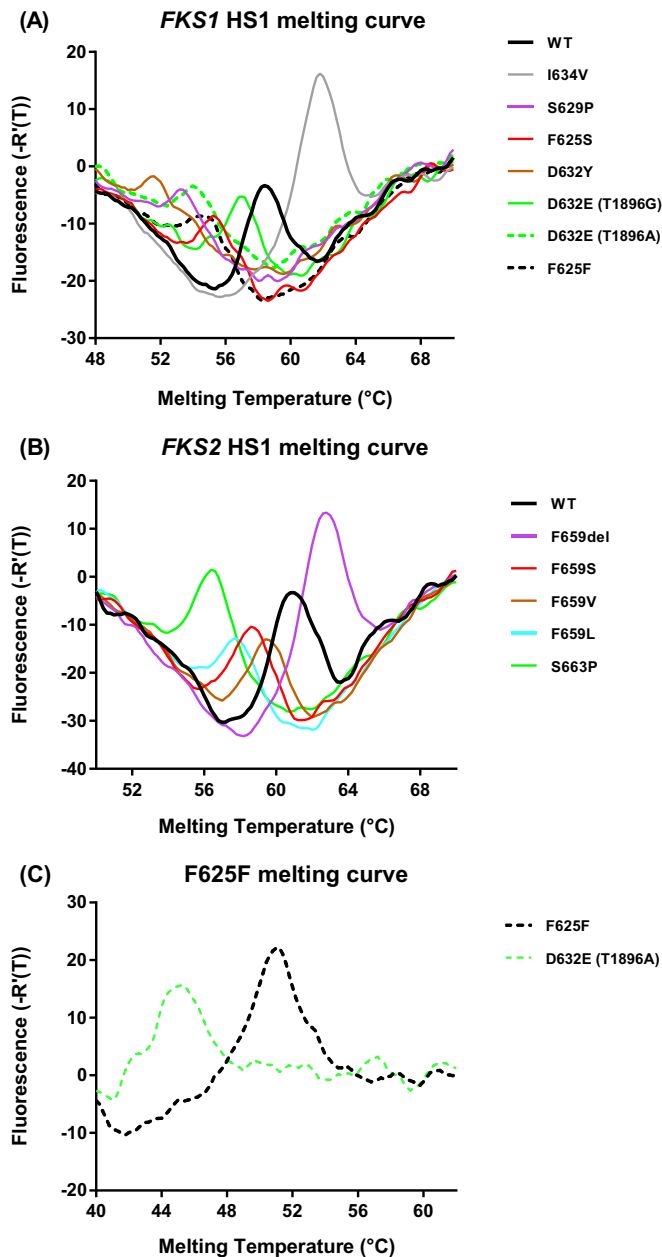 (A) FKS1 HS1 melting curve
20
10
0
-10
-20
-30
Fluorescence (-R'(T))
48 52 56 60 64 68
Melting Temperature (°C)
WT
I634V
S629P
F625S
D632Y
D632E (T1896G)
D632E (T1896A)
F625F
(B) FKS2 HS1 melting curve
20
10
0
-10
-20
-30
-40
Fluorescence (-R'(T))
52 56 60 64 68
Melting Temperature (°C)
WT
F659del
F659S
F659V
F659L
S663P
(C) F625F melting curve
30
20
10
0
-10
-20
Fluorescence (-R'(T))
40 44 48 52 56 60
Melting Temperature (°C)
F625F
D632E (T1896A)